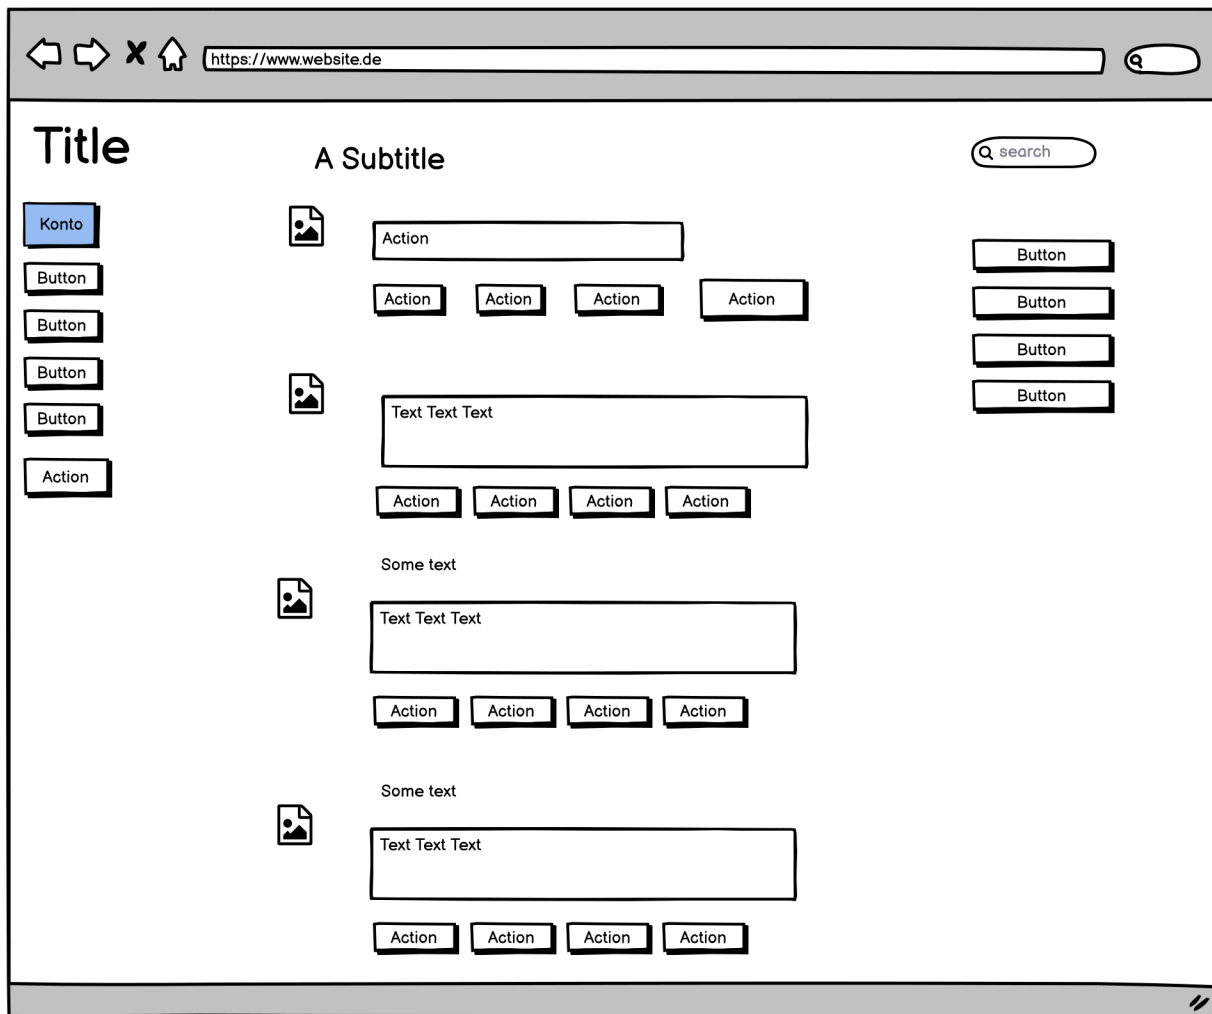 https://www.website.de
Title
A Subtitle
search
Konto
Button
Button
Button
Button
Action
Action
Action Action Action Action
Text Text Text
Action Action Action Action
Some text
Text Text Text
Action Action Action Action
Some text
Text Text Text
Action Action Action Action
Button
Button
Button
Button